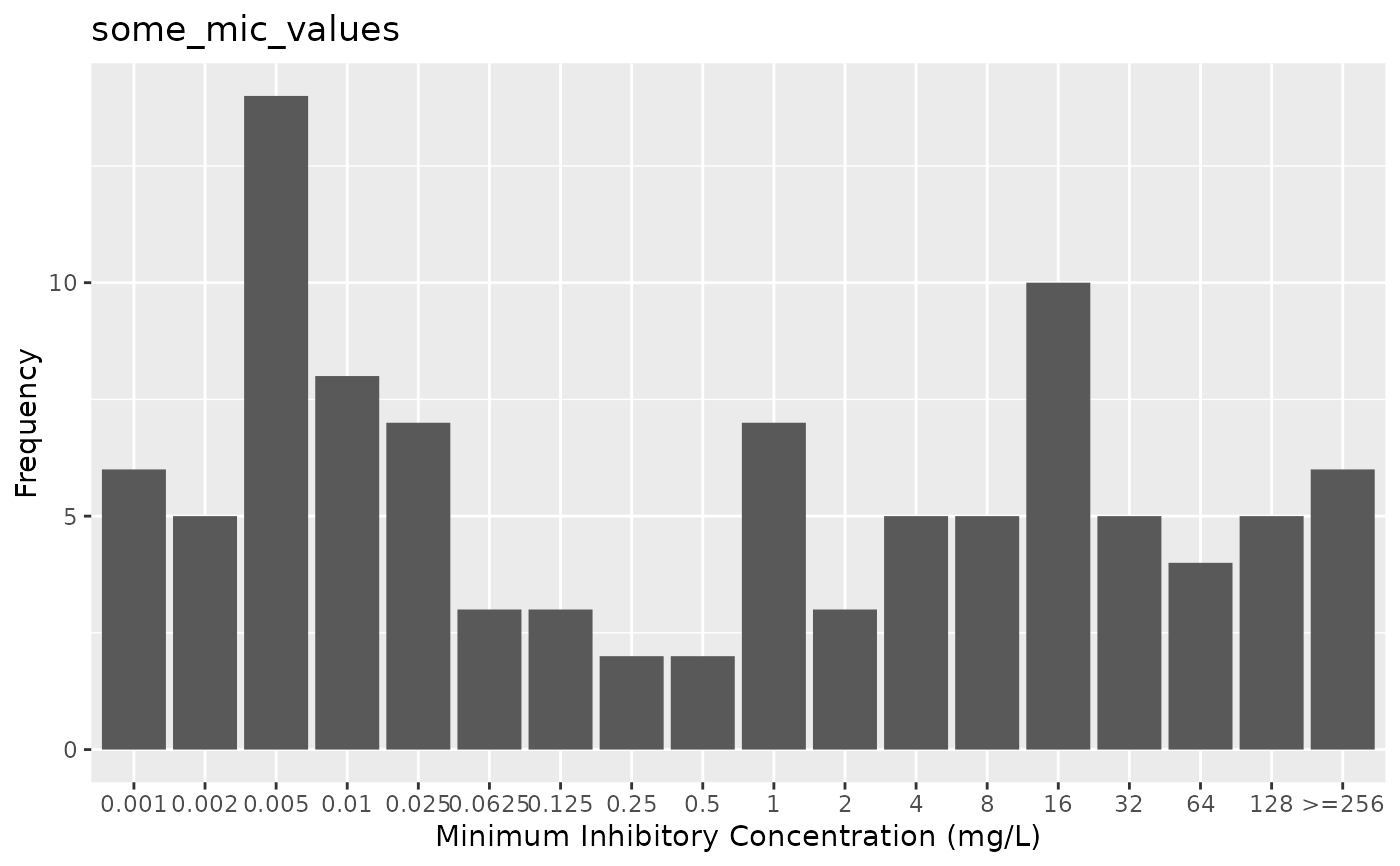 some_mic_values
Frequency
10
5
0
0.001 0.002 0.005 0.01 0.025 0.0625 0.125 0.25 0.5 1 2 4 8 16 32 64 128 >=256
Minimum Inhibitory Concentration (mg/L)